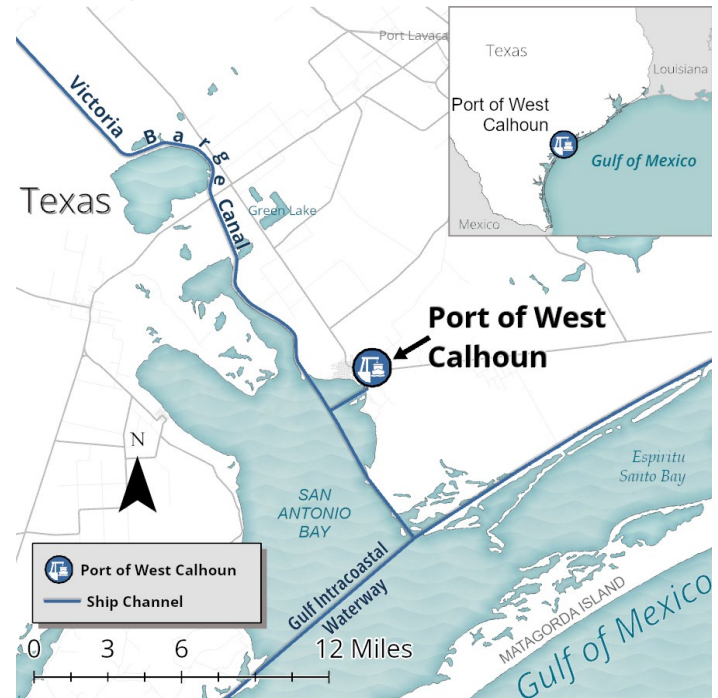 Port Lavaca
Texas
Louisiana
Port of West
Calhoun
Gulf of Mexico
Mexico
Victoria Barge Canal
Texas
Green Lake
Port of West
Calhoun
N
SAN
ANTONIO
BAY
Espiritu
Santo Bay
Gulf Intracoastal
Waterway
MATAGORDA ISLAND
Gulf of Mexico
Port of West Calhoun
Ship Channel
0 3 6 12 Miles